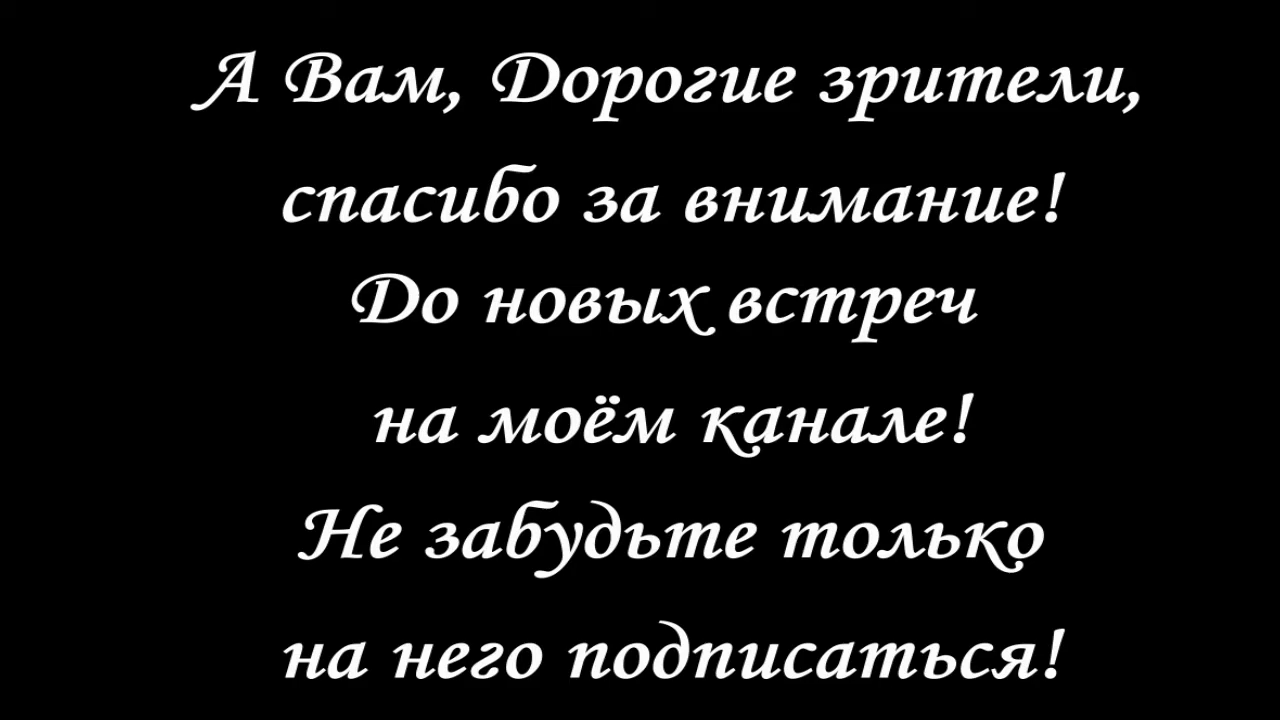 А Вам, Дорогие зрители,
спасибо за внимание!
До новых встреч
на моём канале!
Не забудьте только
на него подписаться!